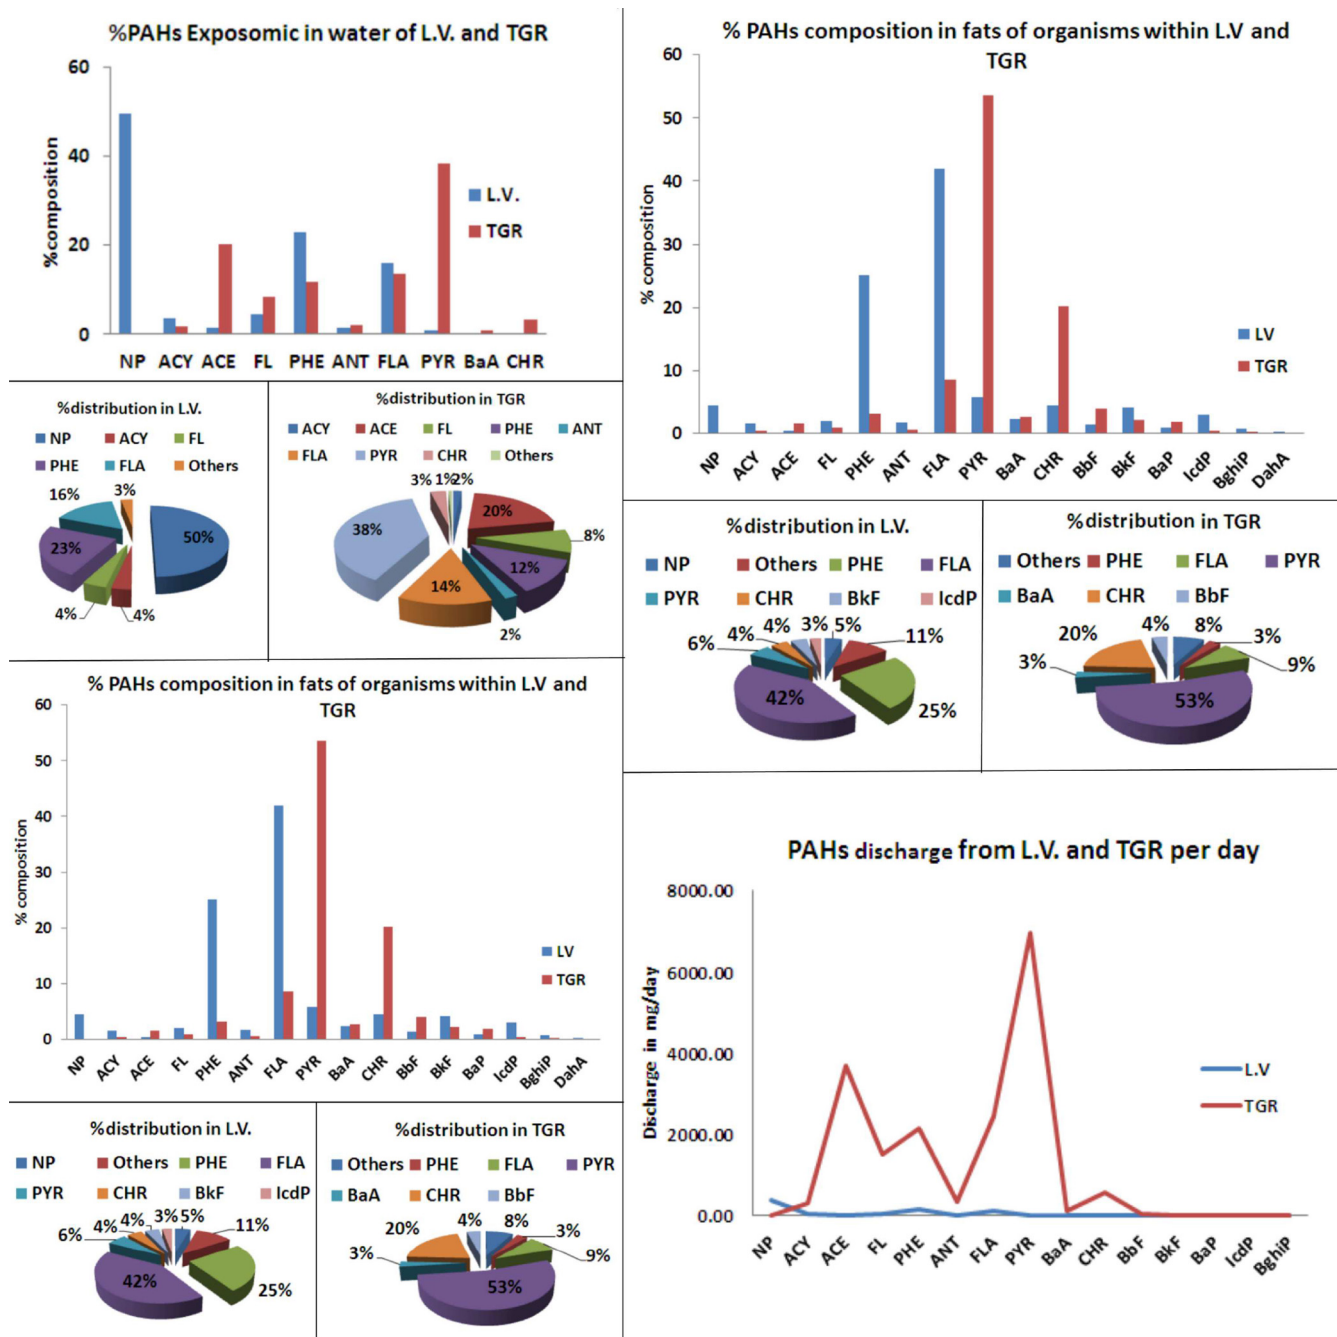 %PAHs Exposomic in water of L.V. and TGR
60
40
20
0
%composition
L.V.
TGR
NP ACY ACE FL PHE ANT FLA PYR BaA CHR
%distribution in L.V.
NP ACY FL
PHE FLA Others
16%
3%
50%
23%
4%
4%
%distribution in TGR
ACY ACE FL PHE ANT
FLA PYR CHR Others
3% 1% 2%
20%
38%
8%
12%
14%
2%
% PAHs composition in fats of organisms within L.V and
TGR
60
50
40
30
20
10
0
% composition
LV
TGR
NP ACY ACE FL PHE ANT FLA PYR BaA CHR BbF BkF BaP IcdP BghiP DahA
%distribution in L.V.
NP Others PHE FLA
PYR CHR BkF IcdP
4% 3% 5%
4%
6%
11%
42%
25%
%distribution in TGR
Others PHE FLA PYR
BaA CHR BbF
4% 8%
20%
3%
3%
9%
53%
% PAHs composition in fats of organisms within L.V and
TGR
60
50
40
30
20
10
0
% composition
LV
TGR
NP ACY ACE FL PHE ANT FLA PYR BaA CHR BbF BkF BaP IcdP BghiP DahA
%distribution in L.V.
NP Others PHE FLA
PYR CHR BkF IcdP
4% 3% 5%
4%
6%
11%
42%
25%
%distribution in TGR
Others PHE FLA PYR
BaA CHR BbF
4% 8%
20%
3%
3%
9%
53%
PAHs discharge from L.V. and TGR per day
8000.00
6000.00
4000.00
2000.00
0.00
Discharge in mg/day
L.V
TGR
NP ACY ACE FL PHE ANT FLA PYR BaA CHR BbF BkF BaP IcdP BghiP